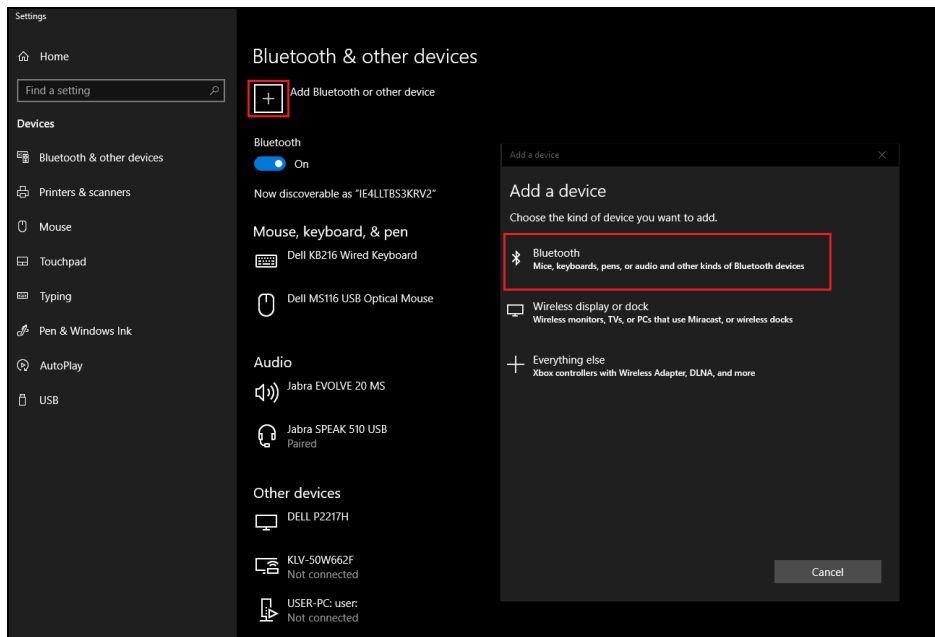 Settings
Home
Find a setting
Devices
Bluetooth & other devices
Printers & scanners
Mouse
Touchpad
Typing
Pen & Windows Ink
AutoPlay
USB
Bluetooth & other devices
Add Bluetooth or other device
Bluetooth
On
Now discoverable as "IE4LLTBS3KRV2"
Mouse, keyboard, & pen
Dell KB216 Wired Keyboard
Dell MS116 USB Optical Mouse
Audio
Jabra EVOLVE 20 MS
Jabra SPEAK 510 USB
Paired
Other devices
DELL P2217H
KLV-50W662F
Not connected
USER-PC: user:
Not connected
Add a device
Add a device
Choose the kind of device you want to add.
Bluetooth
Mice, keyboards, pens, or audio and other kinds of Bluetooth devices
Wireless display or dock
Wireless monitors, TVs, or PCs that use Miracast, or wireless docks
Everything else
Xbox controllers with Wireless Adapter, DLNA, and more
Cancel